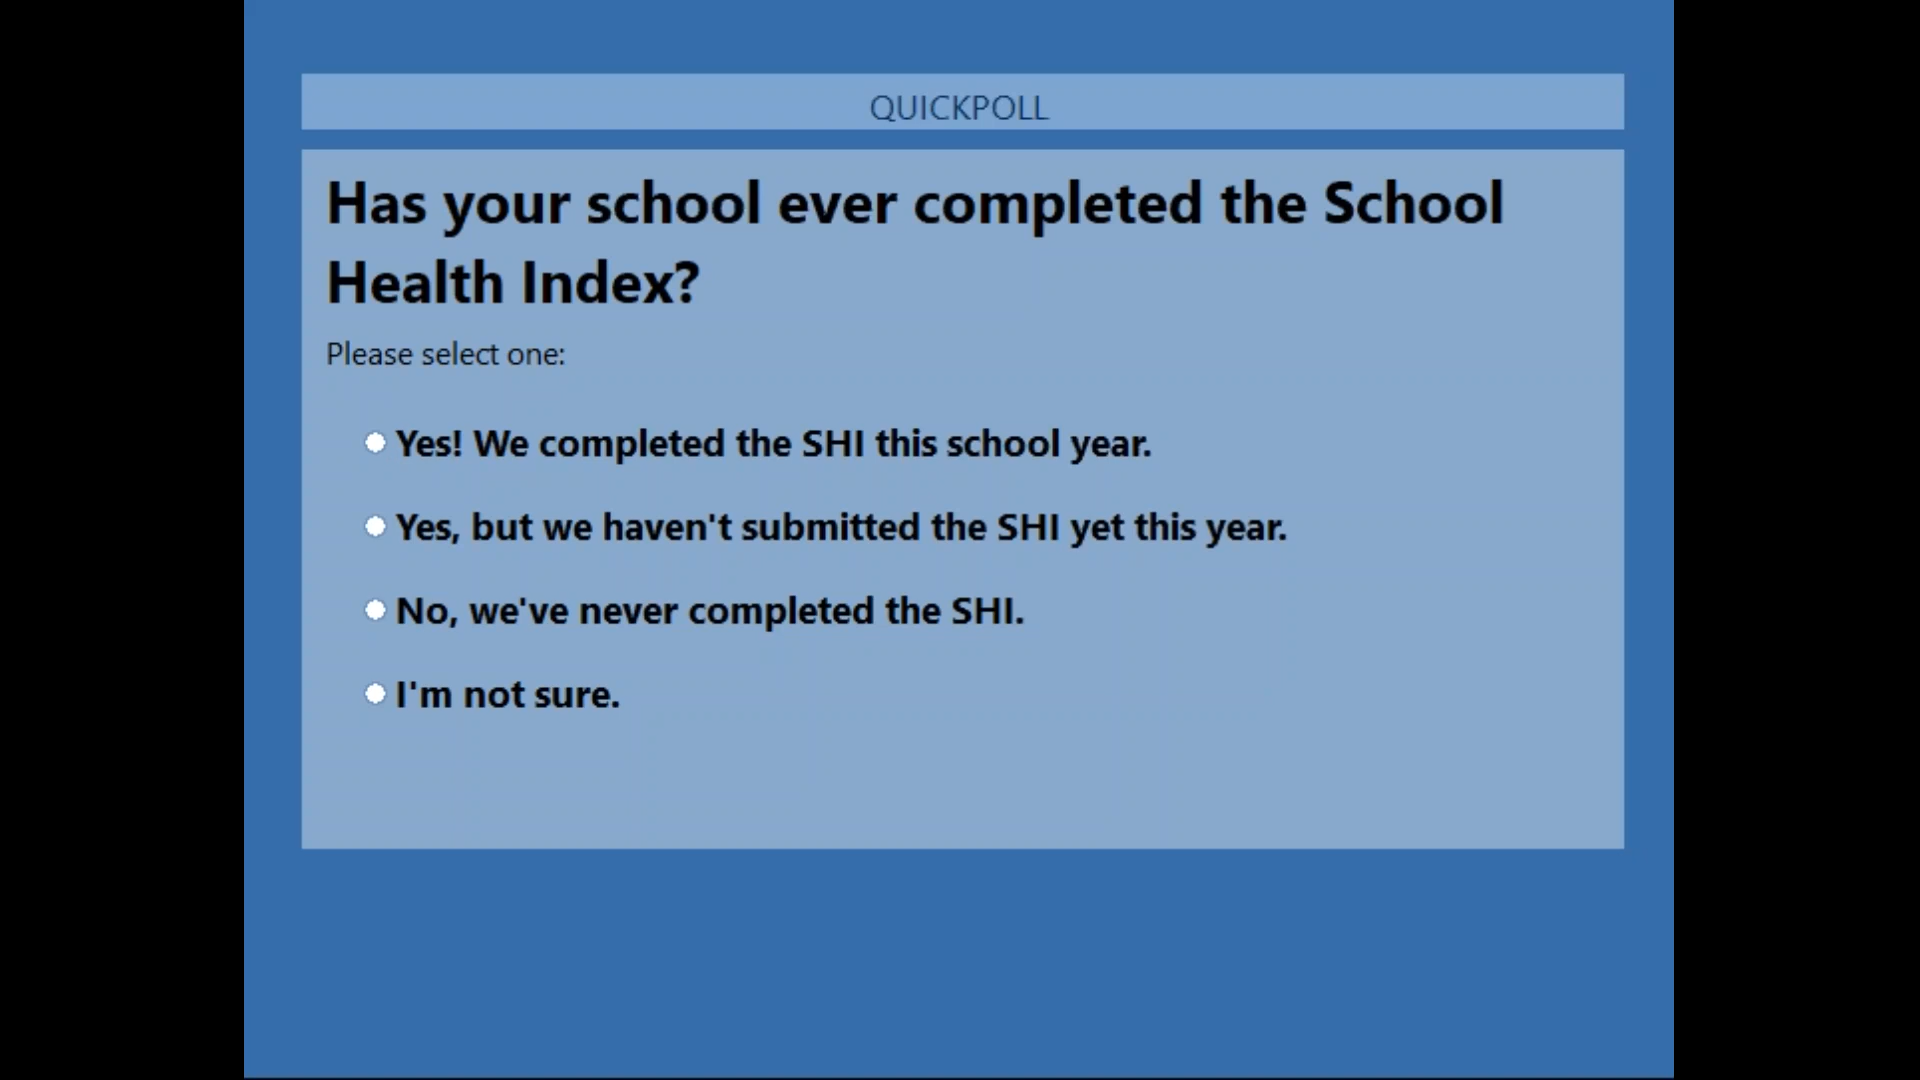 QUICKPOLL
Has your school ever completed the School
Health Index?
Please select one:
Yes! We completed the SHI this school year.
Yes, but we haven't submitted the SHI yet this year.
No, we've never completed the SHI.
I'm not sure.